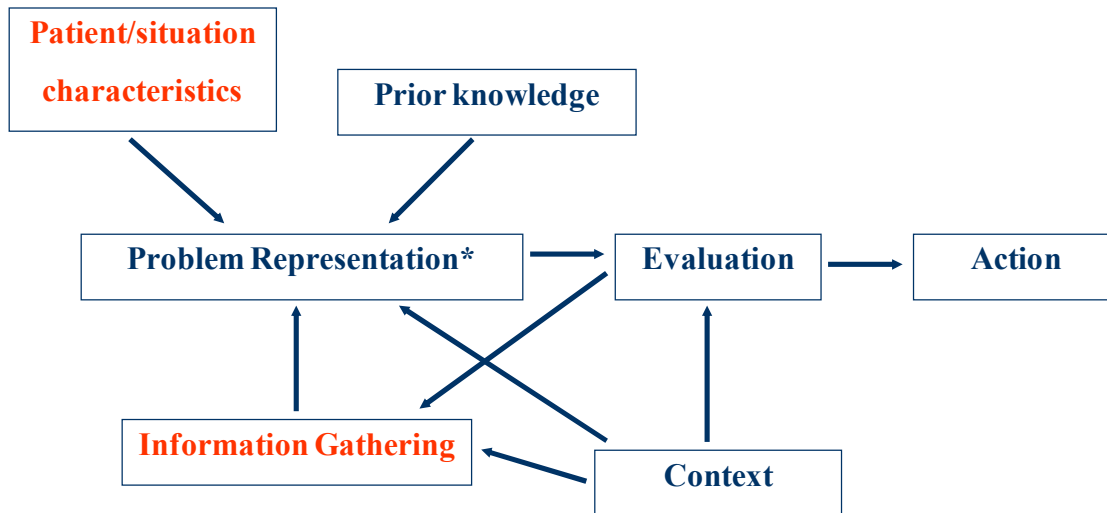 Patient/situation
characteristics
Prior knowledge
Problem Representation*
Evaluation
Action
Information Gathering
Context